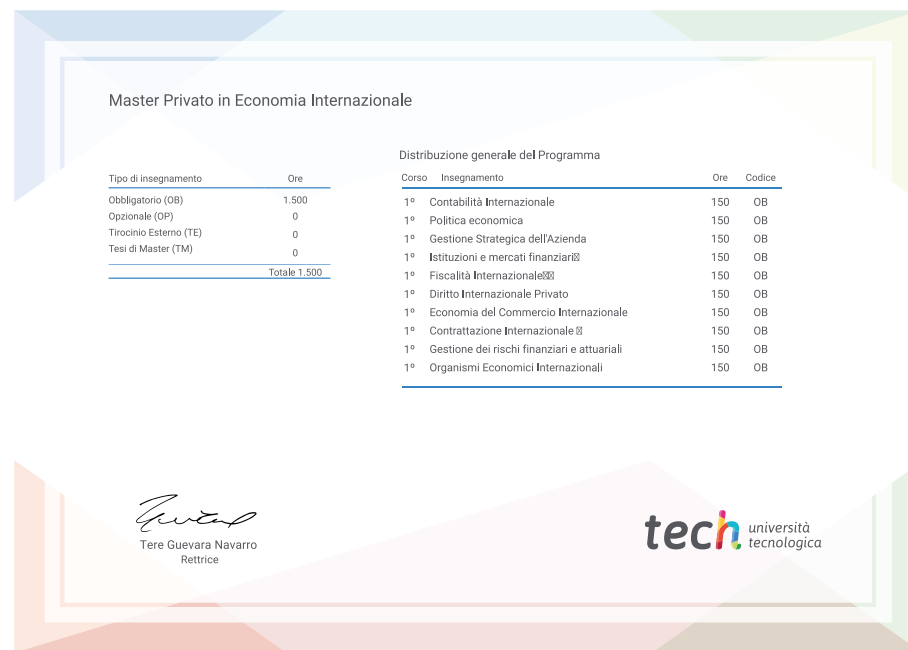 Master Privato in Economia Internazionale
Tipo di insegnamento Ore
Obbligatorio (OB) 1.500
Opzionale (OP) 0
Tirocinio Esterno (TE) 0
Tesi di Master (TM) 0
Totale 1.500
Distribuzione generale del Programma
Corso Insegnamento Ore Codice
1º Contabilità Internazionale 150 OB
1º Politica economica 150 OB
1º Gestione Strategica dell'Azienda 150 OB
1º Istituzioni e mercati finanziari 150 OB
1º Fiscalità Internazionale 150 OB
1º Diritto Internazionale Privato 150 OB
1º Economia del Commercio Internazionale 150 OB
1º Contrattazione Internazionale 150 OB
1º Gestione dei rischi finanziari e attuariali 150 OB
1º Organismi Economici Internazionali 150 OB
Tere Guevara Navarro
Rettrice
tech università
tecnologica